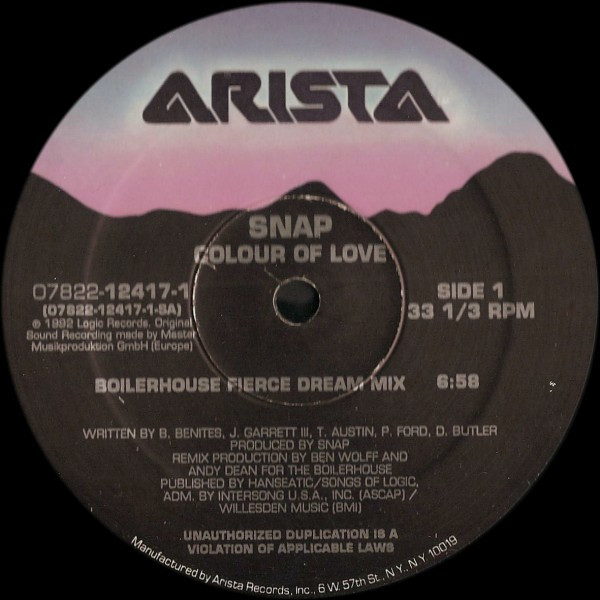 ARISTA
SNAP
COLOUR OF LOVE
07822-12417-1
(07822-12417-1-SA)
℗ 1992 Logic Records, Original
Sound Recording made by Master
Musikproduktion GmbH (Europe)
SIDE 1
33 1/3 RPM
BOILERHOUSE FIERCE DREAM MIX 6:58
WRITTEN BY B. BENITES, J. GARRETT III, T. AUSTIN, P. FORD, D. BUTLER
PRODUCED BY SNAP
REMIX PRODUCTION BY BEN WOLFF AND
ANDY DEAN FOR THE BOILERHOUSE
PUBLISHED BY HANSEATIC/SONGS OF LOGIC,
ADM. BY INTERSONG U.S.A., INC. (ASCAP) /
WILLESDEN MUSIC (BMI)
UNAUTHORIZED DUPLICATION IS A
VIOLATION OF APPLICABLE LAWS
Manufactured by Arista Records, Inc., 6 W. 57th St., N.Y., N.Y. 10019